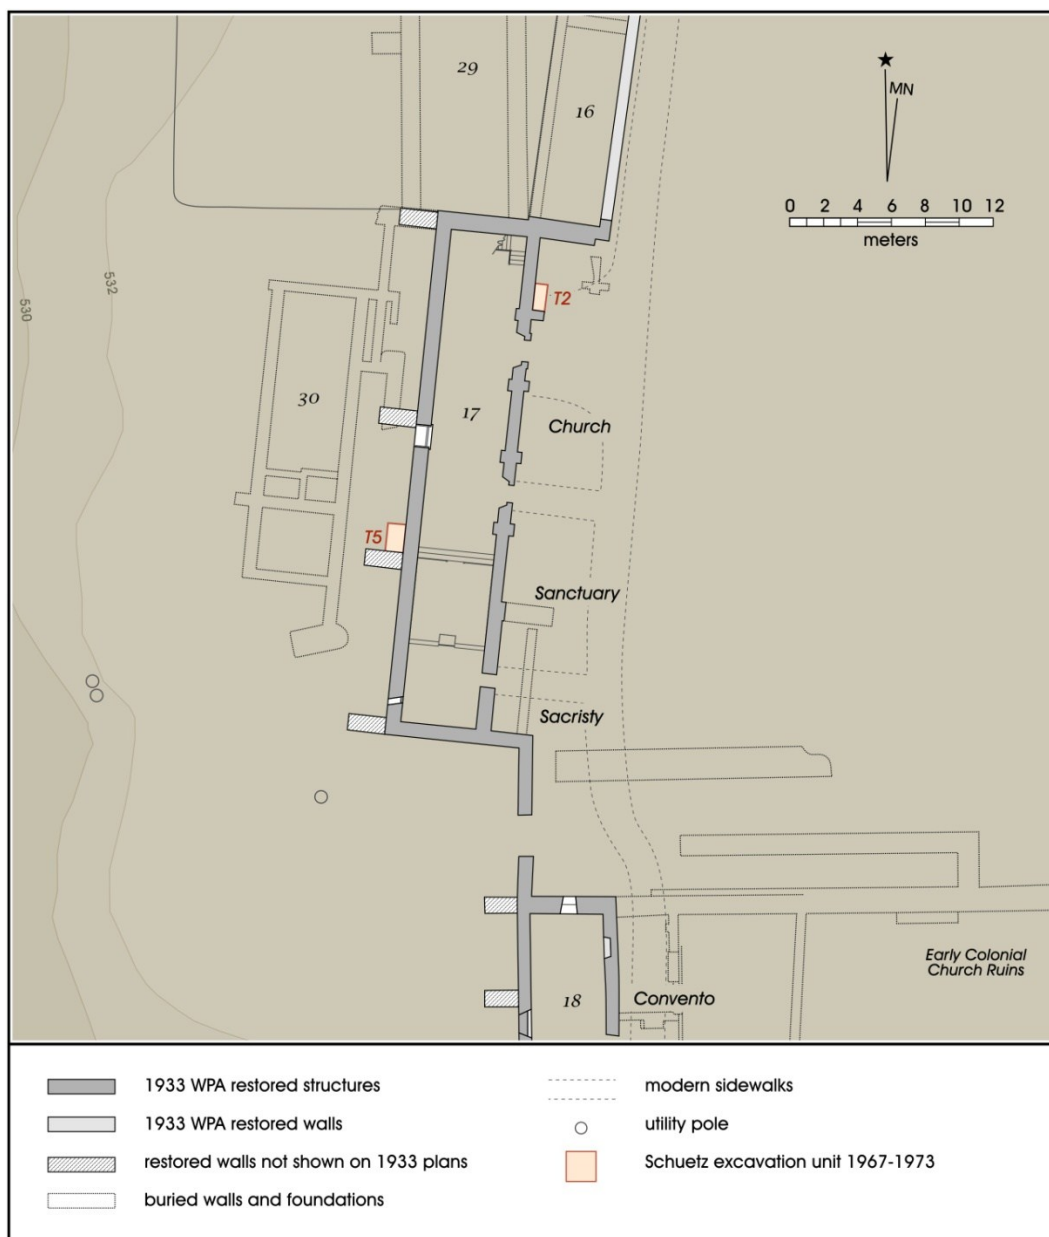 29
16
MN
0 2 4 6 8 10 12
meters
532
530
T2
30
17
Church
T5
Sanctuary
Sacristy
Early Colonial
Church Ruins
18
Convento
1933 WPA restored structures
1933 WPA restored walls
restored walls not shown on 1933 plans
buried walls and foundations
modern sidewalks
utility pole
Schuetz excavation unit 1967-1973